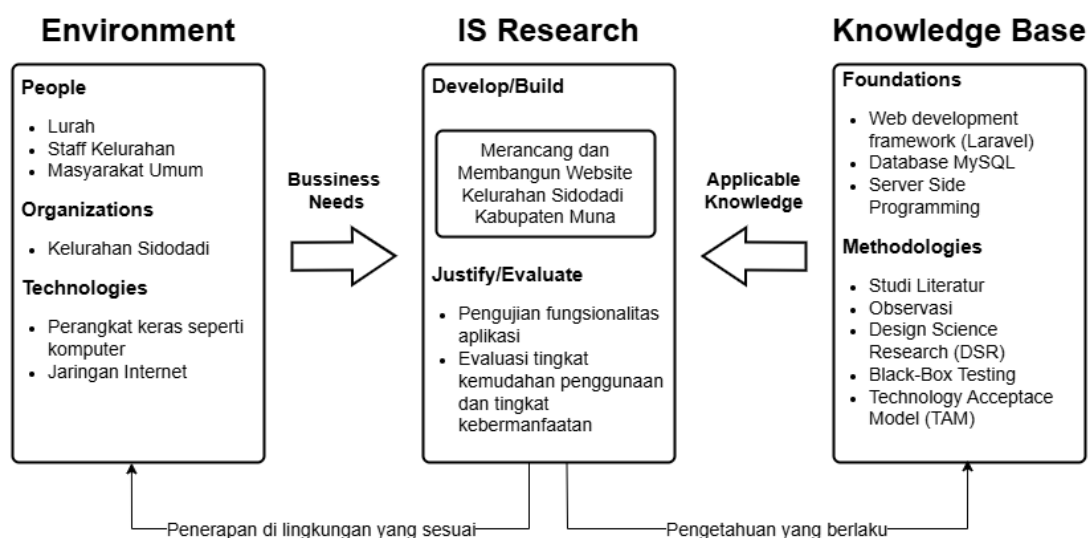 Environment
IS Research
Knowledge Base
People
Lurah
Staff Kelurahan
Masyarakat Umum
Organizations
Kelurahan Sidodadi
Technologies
Perangkat keras seperti
komputer
Jaringan Internet
Bussiness
Needs
Develop/Build
Merancang dan
Membangun Website
Kelurahan Sidodadi
Kabupaten Muna
Justify/Evaluate
Pengujian fungsionalitas
aplikasi
Evaluasi tingkat
kemudahan penggunaan
dan tingkat
kebermanfaatan
Applicable
Knowledge
Foundations
Web development
framework (Laravel)
Database MySQL
Server Side
Programming
Methodologies
Studi Literatur
Observasi
Design Science
Research (DSR)
Black-Box Testing
Technology Acceptace
Model (TAM)
Penerapan di lingkungan yang sesuai
Pengetahuan yang berlaku